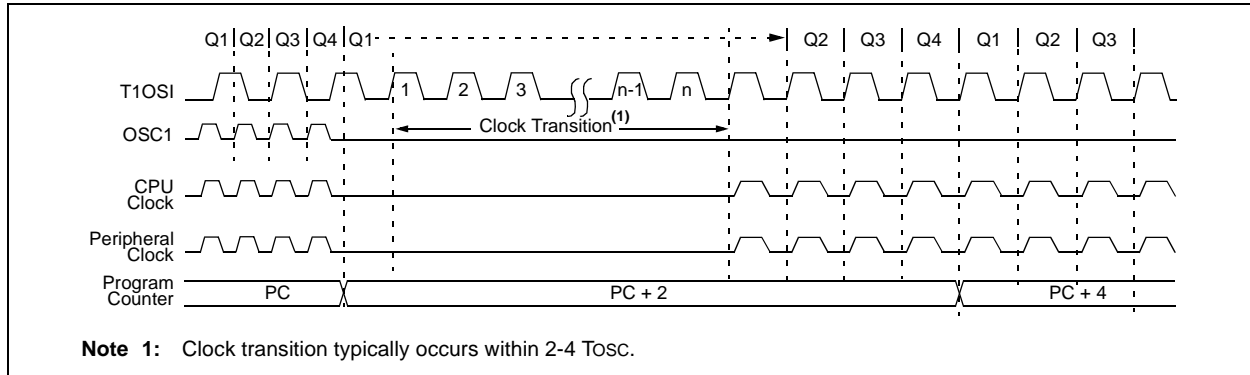 Q1 Q2 Q3 Q4 Q1 Q2 Q3 Q4 Q1 Q2 Q3
T1OSI 1 2 3 n-1 n
OSC1 Clock Transition(1)
CPU
Clock
Peripheral
Clock
Program
Counter PC PC + 2 PC + 4
Note 1: Clock transition typically occurs within 2-4 TOSC.